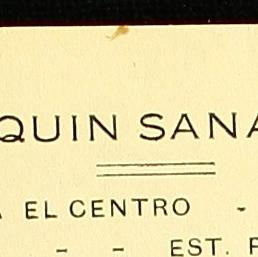 QUIN SANA
EL CENTRO -
- - EST. F